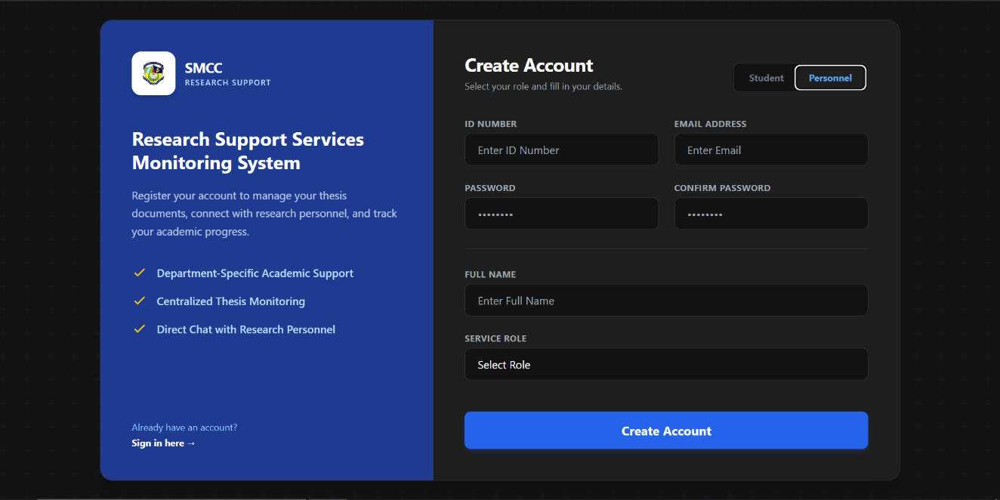 SMCC
RESEARCH SUPPORT
Research Support Services
Monitoring System
Register your account to manage your thesis
documents, connect with research personnel, and track
your academic progress.
✓ Department-Specific Academic Support
✓ Centralized Thesis Monitoring
✓ Direct Chat with Research Personnel
Already have an account?
Sign in here →
Create Account
Select your role and fill in your details.
Student Personnel
ID NUMBER
Enter ID Number
EMAIL ADDRESS
Enter Email
PASSWORD
••••••••
CONFIRM PASSWORD
••••••••
FULL NAME
Enter Full Name
SERVICE ROLE
Select Role
Create Account